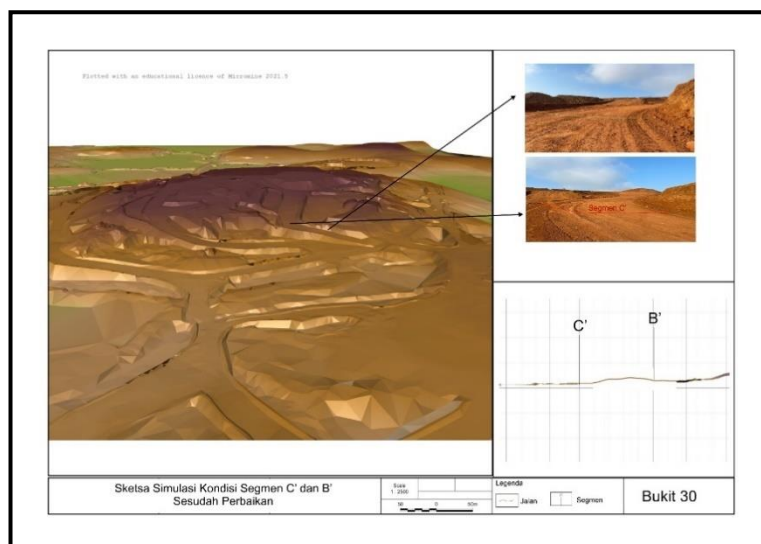 Plotted with an educational licence of Micromine 2021.5
Segmen C'
C'
B'
Sketsa Simulasi Kondisi Segmen C' dan B'
Sesudah Perbaikan
Scale
1: 2500
50 0 50m
Legenda
Jalan
Segmen
Bukit 30